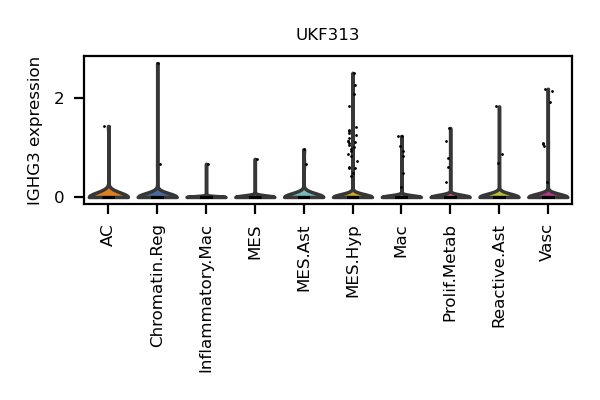 UKF313
IGHG3 expression
2
0
AC
Chromatin.Reg
Inflammatory.Mac
MES
MES.Ast
MES.Hyp
Mac
Prolif.Metab
Reactive.Ast
Vasc